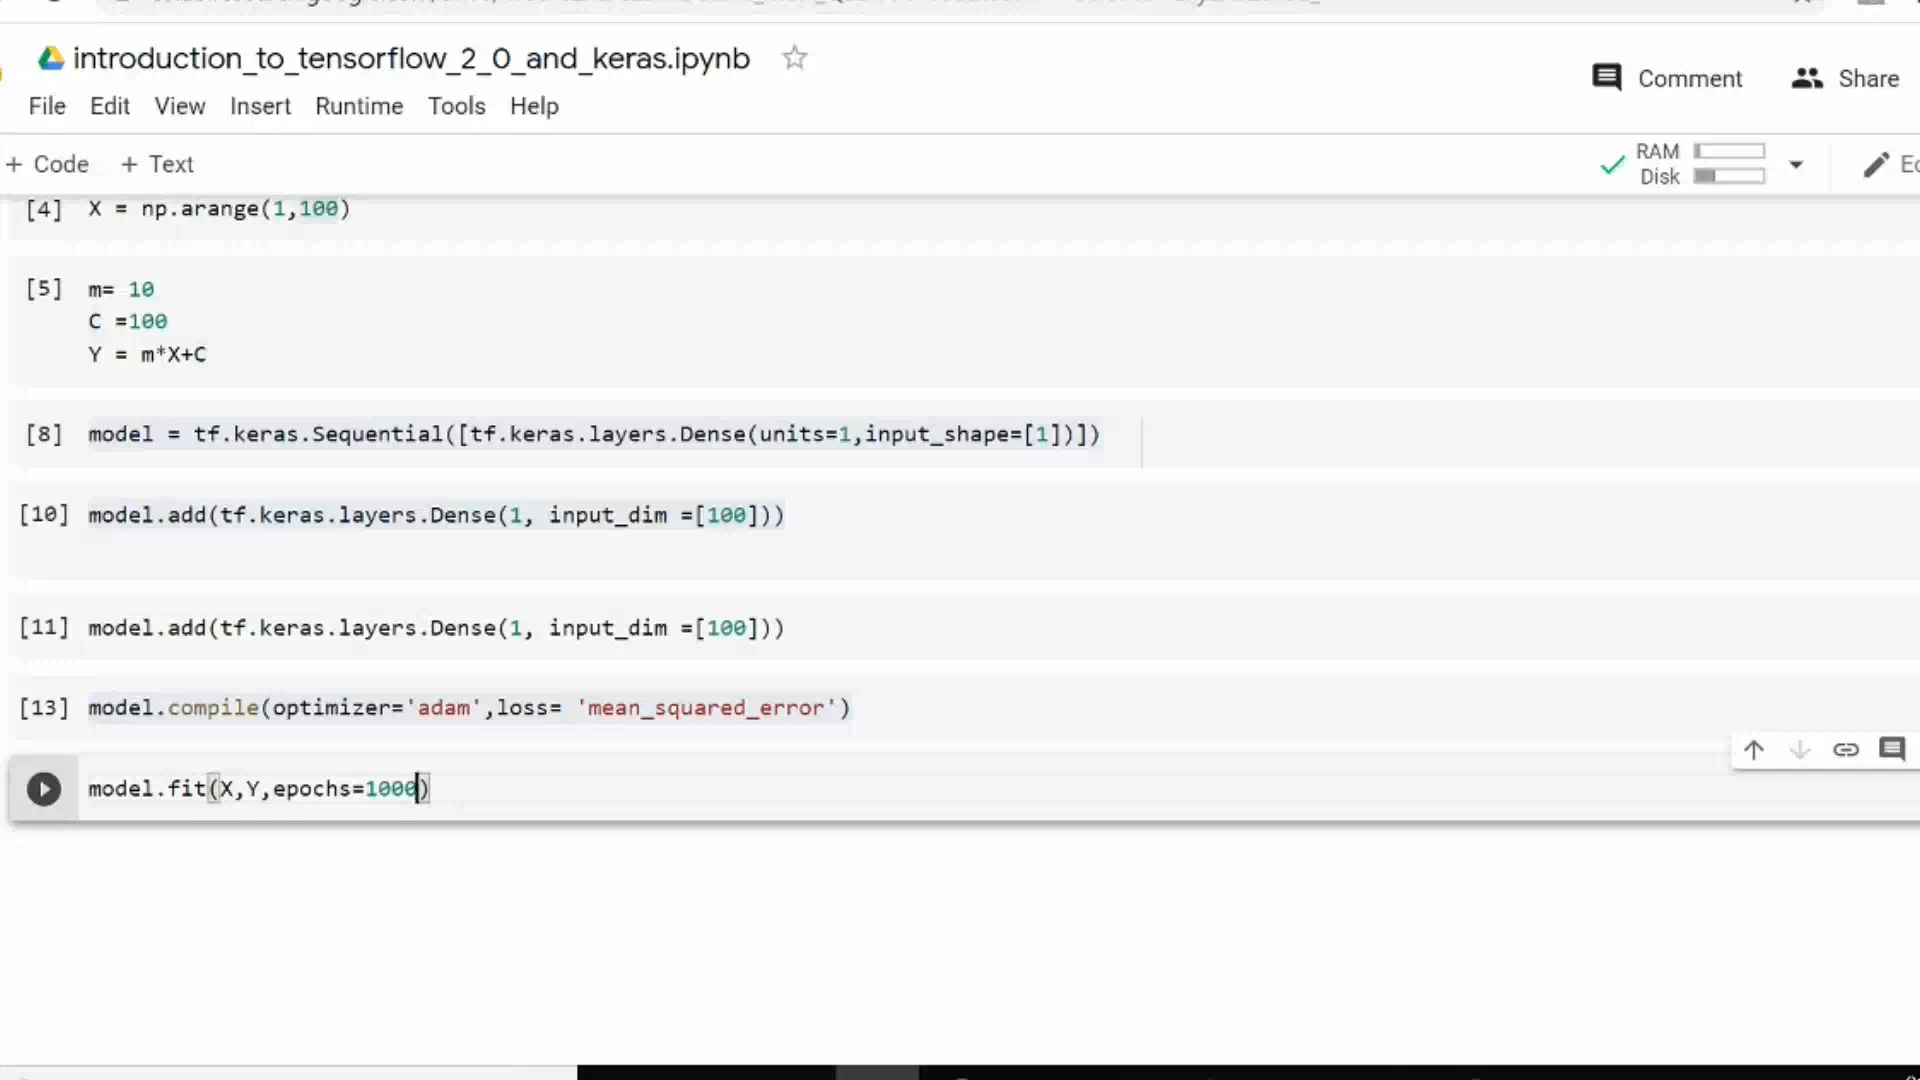 introduction_to_tensorflow_2_0_and_keras.ipynb
Comment
Share
File Edit View Insert Runtime Tools Help
+ Code + Text
RAM
Disk
[4] X = np.arange(1,100)
[5] m= 10
C =100
Y = m*X+C
[8] model = tf.keras.Sequential([tf.keras.layers.Dense(units=1,input_shape=[1])])
[10] model.add(tf.keras.layers.Dense(1, input_dim =[100]))
[11] model.add(tf.keras.layers.Dense(1, input_dim =[100]))
[13] model.compile(optimizer='adam',loss= 'mean_squared_error')
model.fit(X,Y,epochs=1000)